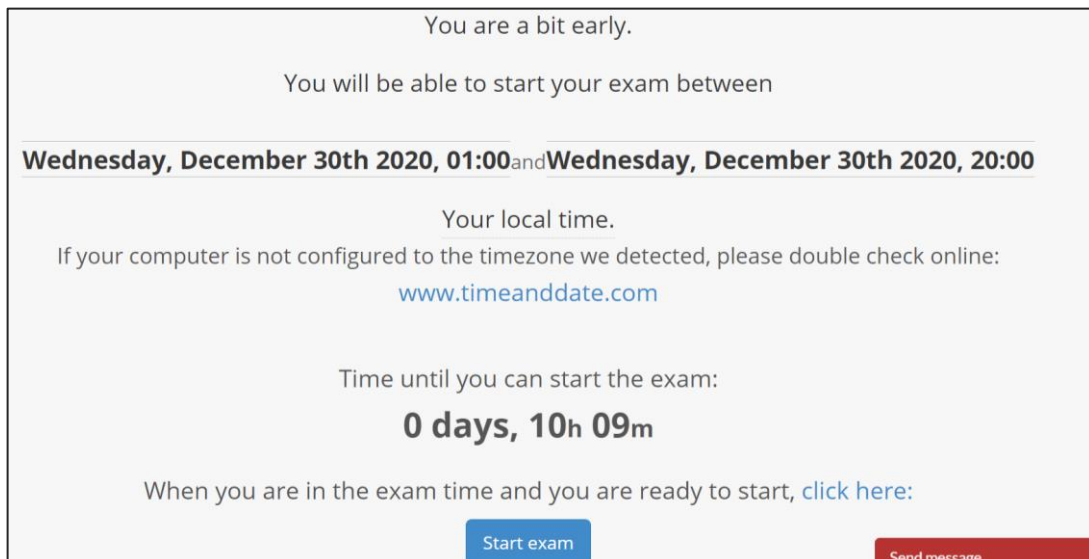 You are a bit early.
You will be able to start your exam between
Wednesday, December 30th 2020, 01:00andWednesday, December 30th 2020, 20:00
Your local time.
If your computer is not configured to the timezone we detected, please double check online:
www.timeanddate.com
Time until you can start the exam:
0 days, 10h 09m
When you are in the exam time and you are ready to start, click here:
Start exam
Send message